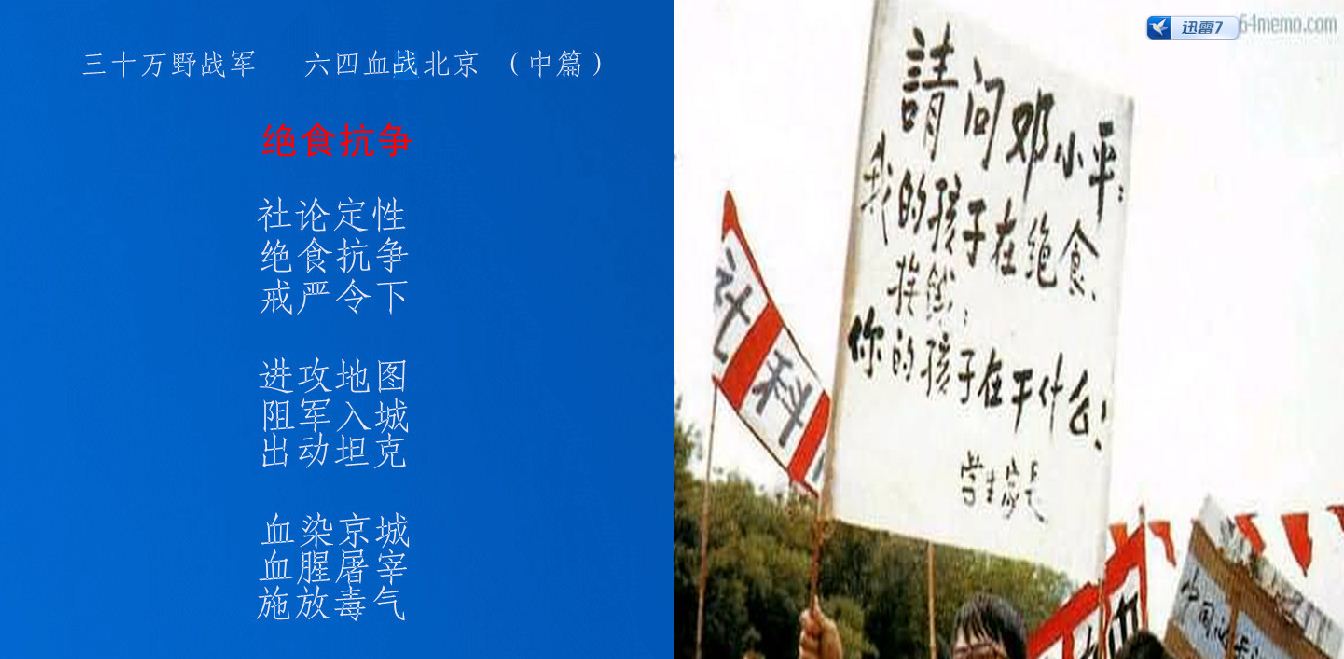 三十万野战军 六四血战北京 （中篇）
绝食抗争
社论定性
绝食抗争
戒严令下
进攻地图
阻军入城
出动坦克
血染京城
血腥屠宰
施放毒气
迅雷7
64memo.com
請问邓小平：
我的孩子在绝食
挨饿；
你的孩子在干什么！
学生家长
社科